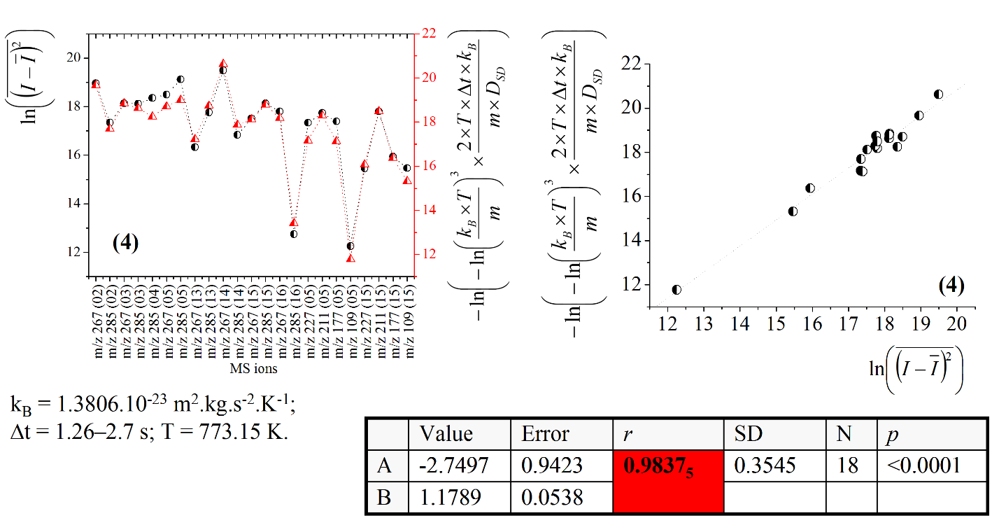 ln((I − I̅)²)
20
18
16
14
12
22
20
18
16
14
12
10
(4)
m/z 267 (02)
m/z 285 (02)
m/z 267 (03)
m/z 285 (03)
m/z 285 (04)
m/z 267 (05)
m/z 285 (05)
m/z 267 (13)
m/z 285 (13)
m/z 267 (14)
m/z 285 (14)
m/z 267 (15)
m/z 285 (15)
m/z 267 (16)
m/z 285 (16)
m/z 227 (05)
m/z 211 (05)
m/z 177 (05)
m/z 109 (05)
m/z 227 (15)
m/z 211 (15)
m/z 177 (15)
m/z 109 (15)
MS ions
−ln(−ln(k_B×T/m)³ × 2×T×Δt×k_B/m×D_SD)
−ln(−ln(k_B×T/m)³ × 2×T×Δt×k_B/m×D_SD)
22
20
18
16
14
12
(4)
12 13 14 15 16 17 18 19 20
ln((I − I̅)²)
k_B = 1.3806.10⁻²³ m².kg.s⁻².K⁻¹;
Δt = 1.26–2.7 s; T = 773.15 K.
Value Error r SD N p
A -2.7497 0.9423 0.9837₅ 0.3545 18 <0.0001
B 1.1789 0.0538